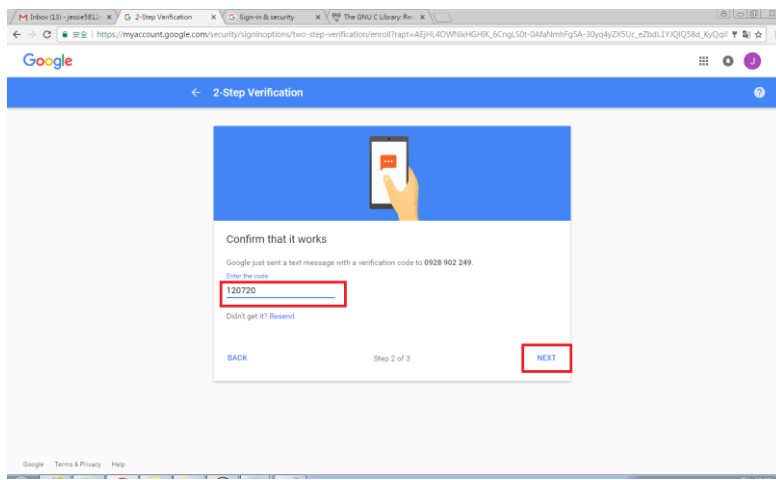 Inbox (13) - jessie5812
2-Step Verification
Sign-in & security
The GNU C Library: Re
安全 | https://myaccount.google.com/security/signinoptions/two-step-verification/enroll?rapt=
Google
J
2-Step Verification
Confirm that it works
Google just sent a text message with a verification code to 0928 902 249.
Enter the code
120720
Didn't get it? Resend
BACK
Step 2 of 3
NEXT
Google Terms & Privacy Help